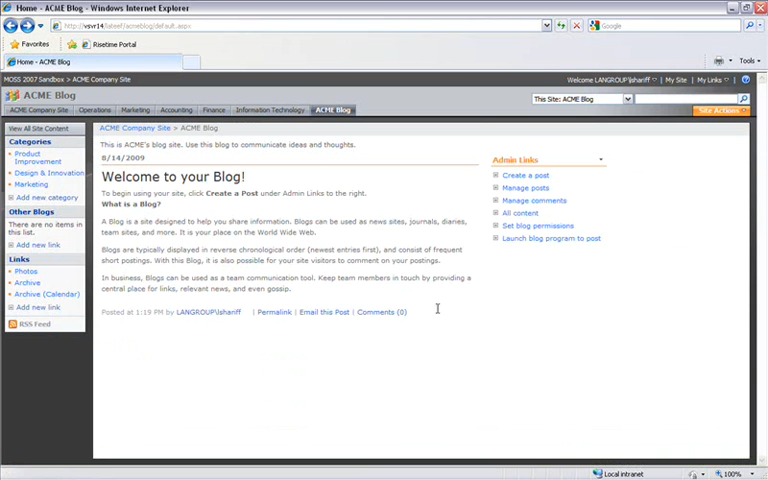 Home - ACME Blog - Windows Internet Explorer
http://vsvr14/lateef/acmeblog/default.aspx
Google
Favorites
Risetime Portal
Home - ACME Blog
Tools
MOSS 2007 Sandbox > ACME Company Site
Welcome LANGROUP\lshariff
My Site
My Links
ACME Blog
This Site: ACME Blog
ACME Company Site
Operations
Marketing
Accounting
Finance
Information Technology
ACME Blog
Site Actions
View All Site Content
Categories
Product
Improvement
Design & Innovation
Marketing
Add new category
Other Blogs
There are no items in
this list.
Add new link
Links
Photos
Archive
Archive (Calendar)
Add new link
RSS Feed
ACME Company Site > ACME Blog
This is ACME's blog site. Use this blog to communicate ideas and thoughts.
8/14/2009
Welcome to your Blog!
To begin using your site, click Create a Post under Admin Links to the right.
What is a Blog?
A Blog is a site designed to help you share information. Blogs can be used as news sites, journals, diaries,
team sites, and more. It is your place on the World Wide Web.
Blogs are typically displayed in reverse chronological order (newest entries first), and consist of frequent
short postings. With this Blog, it is also possible for your site visitors to comment on your postings.
In business, Blogs can be used as a team communication tool. Keep team members in touch by providing a
central place for links, relevant news, and even gossip.
Posted at 1:19 PM by LANGROUP\lshariff | Permalink | Email this Post | Comments (0)
Admin Links
Create a post
Manage posts
Manage comments
All content
Set blog permissions
Launch blog program to post
Local intranet
100%